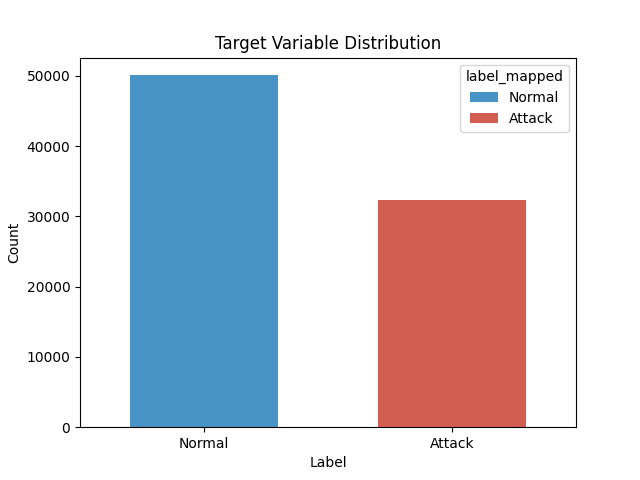 Target Variable Distribution
label_mapped
Normal
Attack
50000
40000
30000
20000
10000
0
Count
Normal
Attack
Label